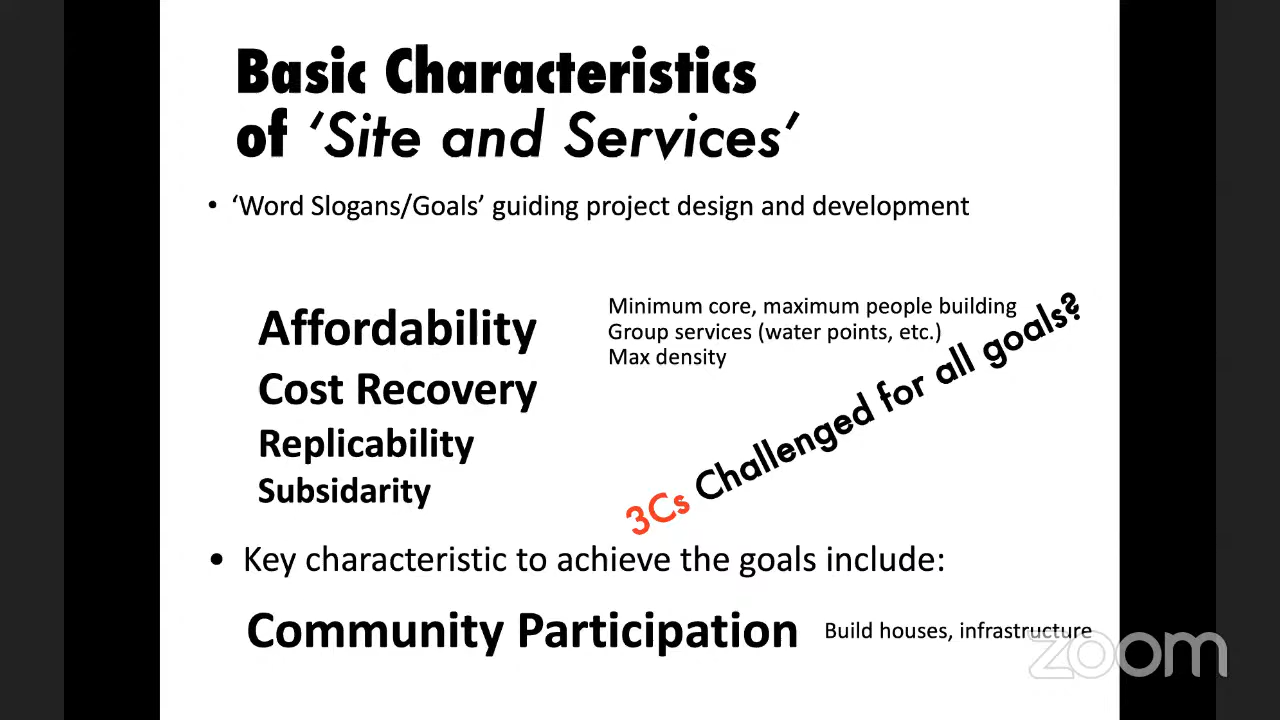 Basic Characteristics
of ‘Site and Services’
• ‘Word Slogans/Goals’ guiding project design and development
Affordability
Minimum core, maximum people building
Group services (water points, etc.)
Max density
Cost Recovery
Replicability
Subsidarity
3Cs Challenged for all goals?
• Key characteristic to achieve the goals include:
Community Participation
Build houses, infrastructure
zoom